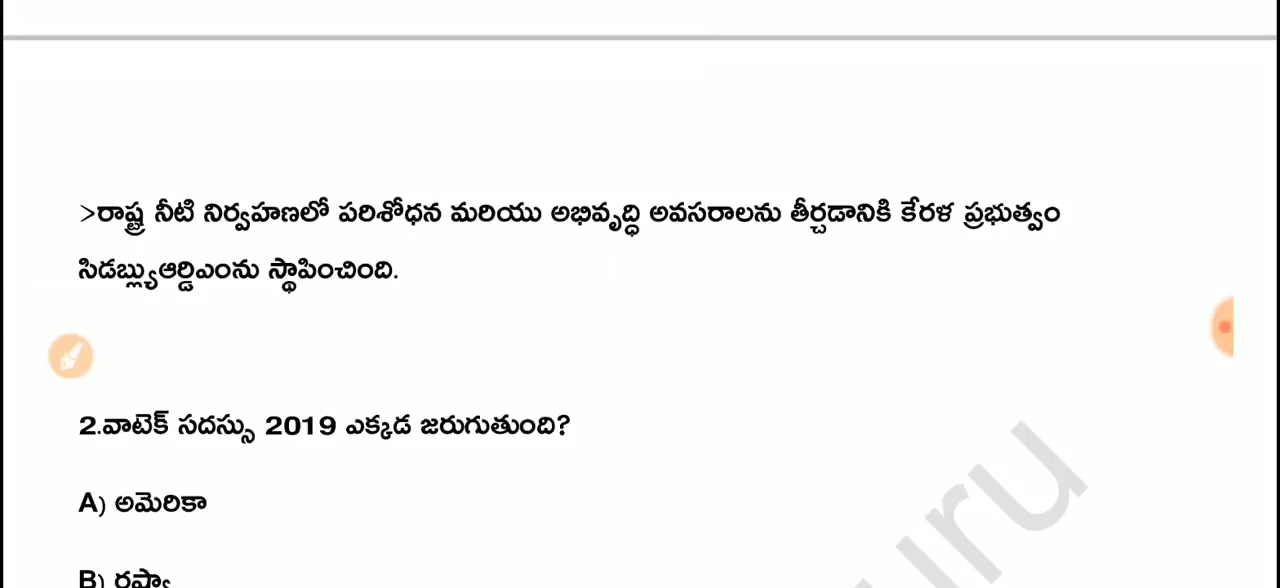 >రాష్ట్ర నీటి నిర్వహణలో పరిశోధన మరియు అభివృద్ధి అవసరాలను తీర్చడానికి కేరళ ప్రభుత్వం
సిడబ్ల్యుఆర్డిఎంను స్థాపించింది.
2.వాటెక్ సదస్సు 2019 ఎక్కడ జరుగుతుంది?
A) అమెరికా
B) రష్యా